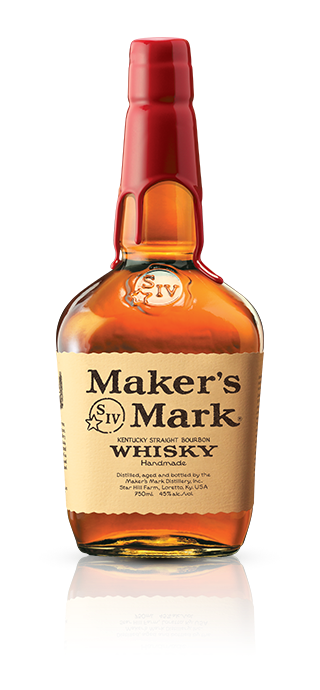 SIV
Maker's
SIV Mark®
KENTUCKY STRAIGHT BOURBON
WHISKY
Handmade
Distilled, aged and bottled by the
Maker's Mark Distillery, Inc.
Star Hill Farm, Loretto, Ky. USA
750ml 45% alc./vol.